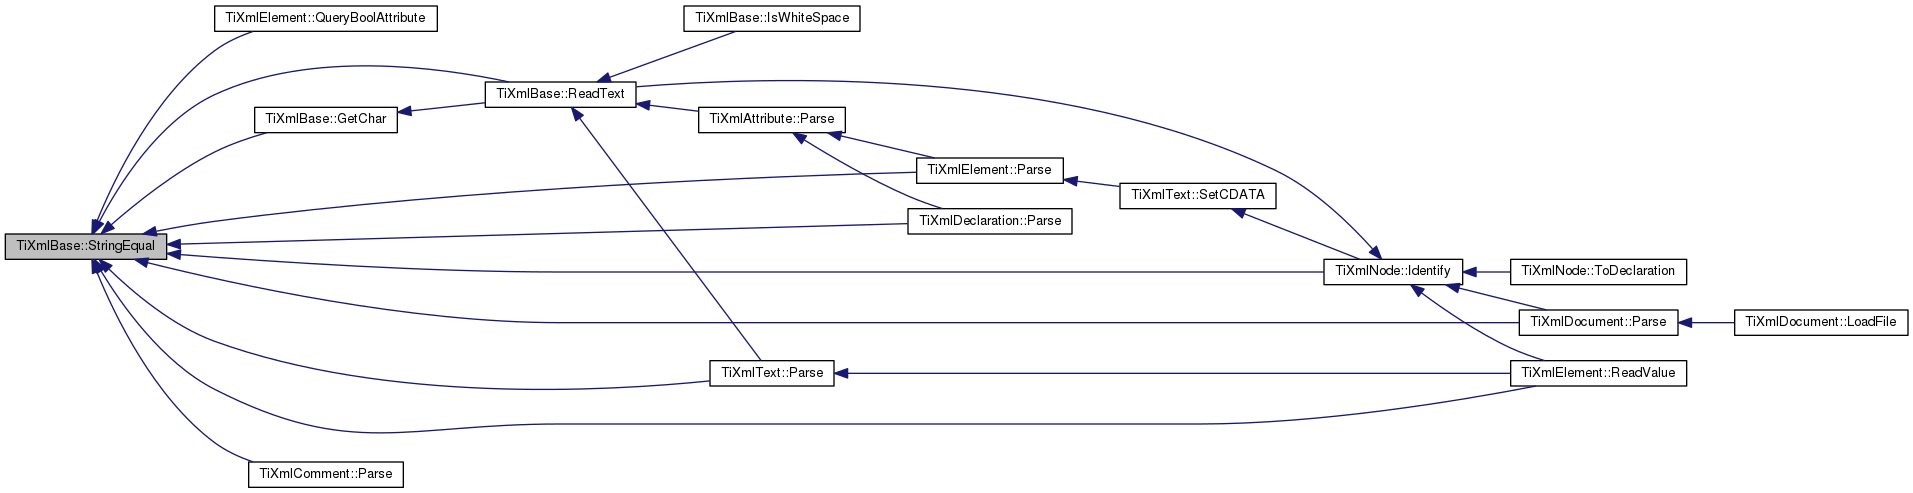 TiXmlElement::QueryBoolAttribute
TiXmlBase::IsWhiteSpace
TiXmlBase::ReadText
TiXmlBase::GetChar
TiXmlAttribute::Parse
TiXmlElement::Parse
TiXmlText::SetCDATA
TiXmlDeclaration::Parse
TiXmlBase::StringEqual
TiXmlNode::Identify
TiXmlNode::ToDeclaration
TiXmlDocument::Parse
TiXmlDocument::LoadFile
TiXmlText::Parse
TiXmlElement::ReadValue
TiXmlComment::Parse